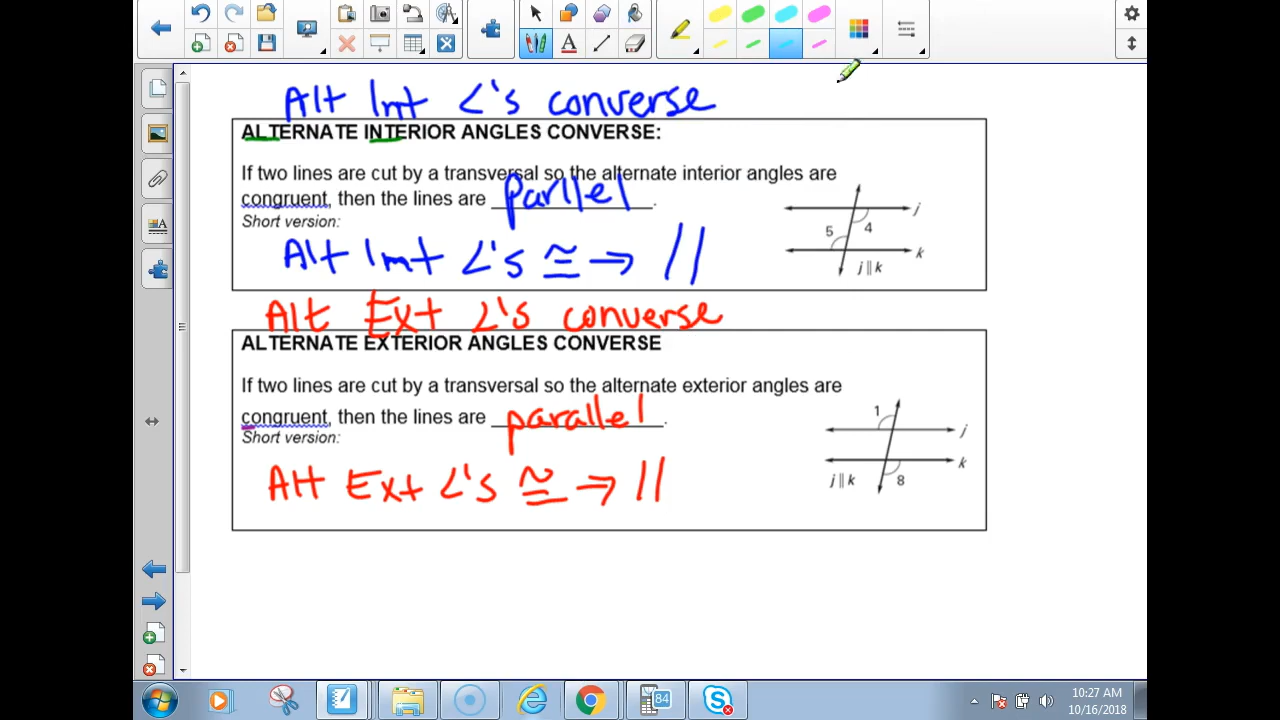 Alt Int ∠'s converse
ALTERNATE INTERIOR ANGLES CONVERSE:
If two lines are cut by a transversal so the alternate interior angles are
congruent, then the lines are parllel.
Short version:
5 4
j
k
j || k
Alt Int ∠'s ≅ → //
Alt Ext ∠'s converse
ALTERNATE EXTERIOR ANGLES CONVERSE
If two lines are cut by a transversal so the alternate exterior angles are
congruent, then the lines are parallel.
Short version:
1
j
k
j || k 8
Alt Ext ∠'s ≅ → //
84
10:27 AM
10/16/2018